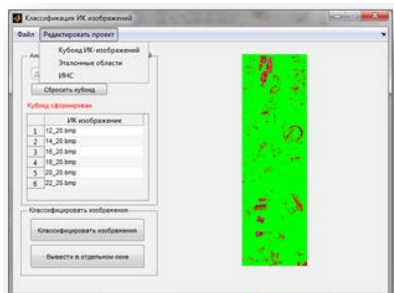 Классификация ИК изображений
Файл Редактировать проект
Кубоид ИК-изображений
Эталонные области
ИНС
Сбросить кубоид
Кубоид сформирован
ИК изображение
1 12_20.bmp
2 14_20.bmp
3 16_20.bmp
4 18_20.bmp
5 20_20.bmp
6 22_20.bmp
Классифицировать изображения
Классифицировать изображения
Вывести в отдельном окне